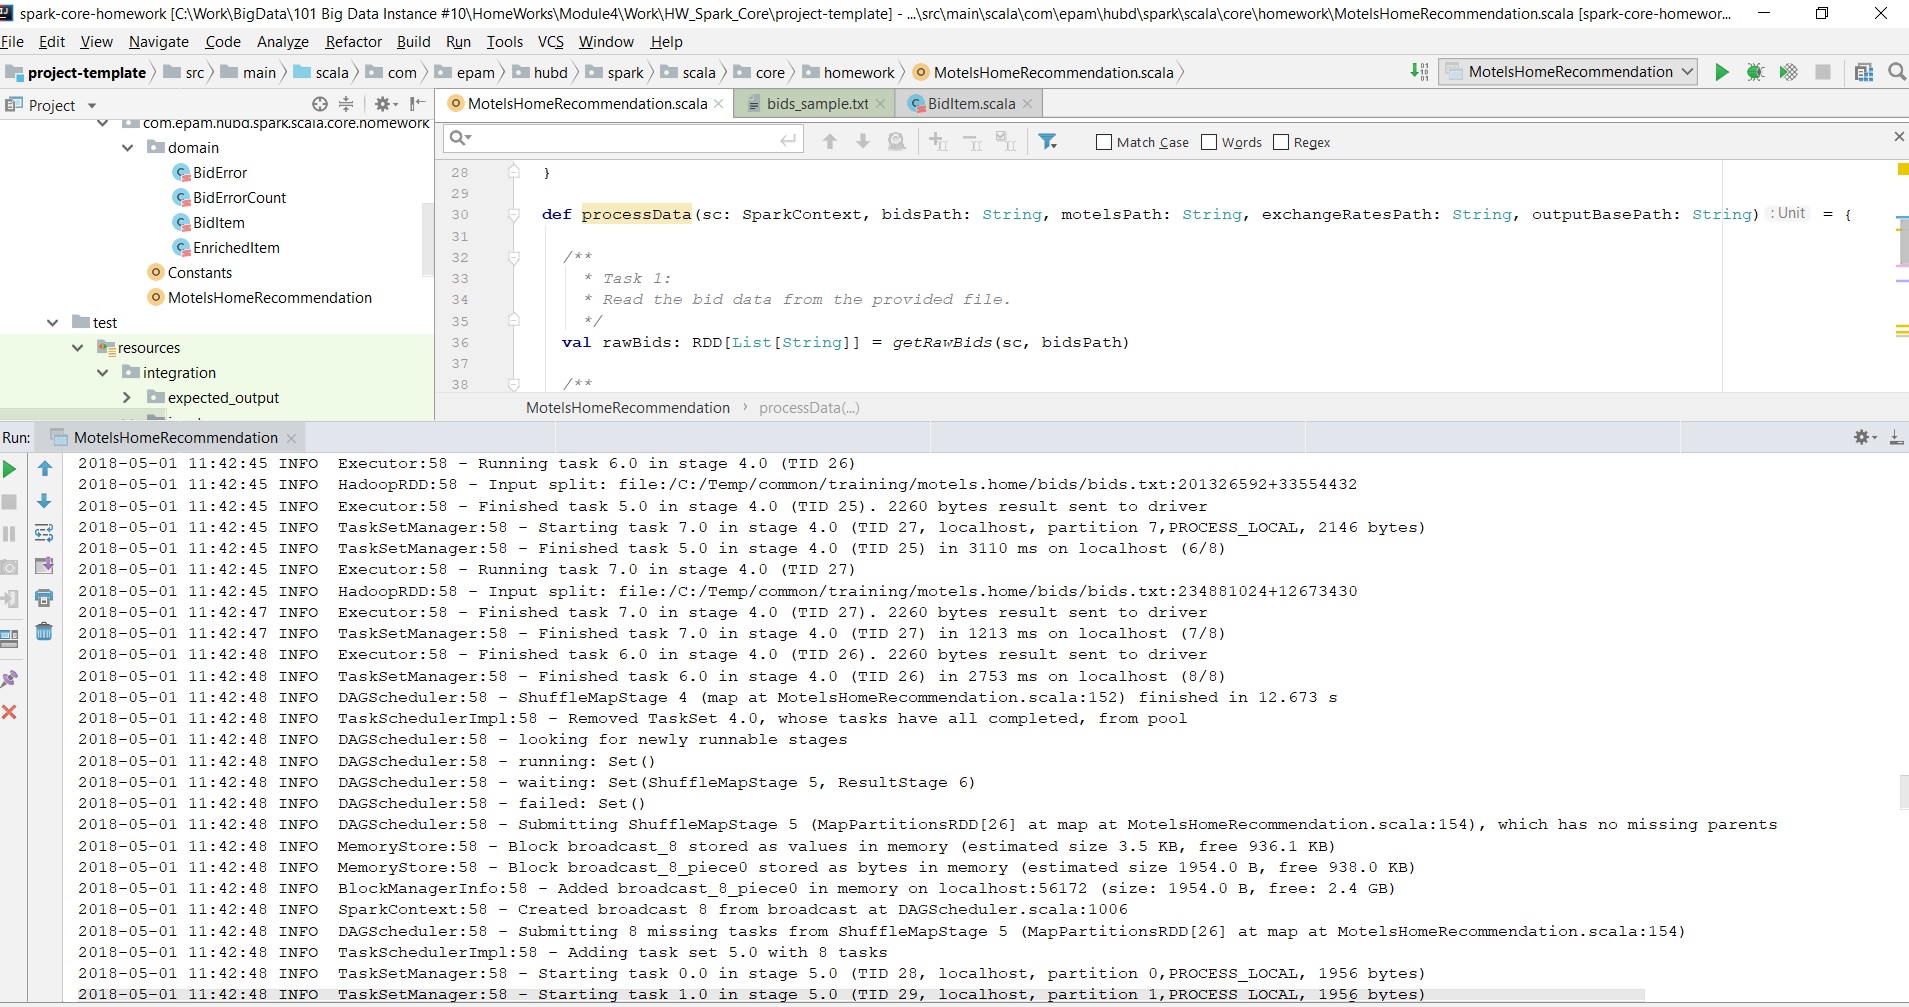 spark-core-homework [C:\Work\BigData\101 Big Data Instance #10\HomeWorks\Module4\Work\HW_Spark_Core\project-template] - ...\src\main\scala\com\epam\hubd\spark\scala\core\homework\MotelsHomeRecommendation.scala [spark-core-homewor...
File Edit View Navigate Code Analyze Refactor Build Run Tools VCS Window Help
project-template src main scala com epam hubd spark scala core homework MotelsHomeRecommendation.scala MotelsHomeRecommendation
Project
MotelsHomeRecommendation.scala bids_sample.txt BidItem.scala
com.epam.hubd.spark.scala.core.homework
domain
BidError
BidErrorCount
BidItem
EnrichedItem
Constants
MotelsHomeRecommendation
test
resources
integration
expected_output
Match Case Words Regex
28 }
29
30 def processData(sc: SparkContext, bidsPath: String, motelsPath: String, exchangeRatesPath: String, outputBasePath: String) : Unit = {
31
32 /**
33 * Task 1:
34 * Read the bid data from the provided file.
35 */
36 val rawBids: RDD[List[String]] = getRawBids(sc, bidsPath)
37
38 /**
MotelsHomeRecommendation processData(...)
Run: MotelsHomeRecommendation
2018-05-01 11:42:45 INFO Executor:58 - Running task 6.0 in stage 4.0 (TID 26)
2018-05-01 11:42:45 INFO HadoopRDD:58 - Input split: file:/C:/Temp/common/training/motels.home/bids/bids.txt:201326592+33554432
2018-05-01 11:42:45 INFO Executor:58 - Finished task 5.0 in stage 4.0 (TID 25). 2260 bytes result sent to driver
2018-05-01 11:42:45 INFO TaskSetManager:58 - Starting task 7.0 in stage 4.0 (TID 27, localhost, partition 7,PROCESS_LOCAL, 2146 bytes)
2018-05-01 11:42:45 INFO TaskSetManager:58 - Finished task 5.0 in stage 4.0 (TID 25) in 3110 ms on localhost (6/8)
2018-05-01 11:42:45 INFO Executor:58 - Running task 7.0 in stage 4.0 (TID 27)
2018-05-01 11:42:45 INFO HadoopRDD:58 - Input split: file:/C:/Temp/common/training/motels.home/bids/bids.txt:234881024+12673430
2018-05-01 11:42:47 INFO Executor:58 - Finished task 7.0 in stage 4.0 (TID 27). 2260 bytes result sent to driver
2018-05-01 11:42:47 INFO TaskSetManager:58 - Finished task 7.0 in stage 4.0 (TID 27) in 1213 ms on localhost (7/8)
2018-05-01 11:42:48 INFO Executor:58 - Finished task 6.0 in stage 4.0 (TID 26). 2260 bytes result sent to driver
2018-05-01 11:42:48 INFO TaskSetManager:58 - Finished task 6.0 in stage 4.0 (TID 26) in 2753 ms on localhost (8/8)
2018-05-01 11:42:48 INFO DAGScheduler:58 - ShuffleMapStage 4 (map at MotelsHomeRecommendation.scala:152) finished in 12.673 s
2018-05-01 11:42:48 INFO TaskSchedulerImpl:58 - Removed TaskSet 4.0, whose tasks have all completed, from pool
2018-05-01 11:42:48 INFO DAGScheduler:58 - looking for newly runnable stages
2018-05-01 11:42:48 INFO DAGScheduler:58 - running: Set()
2018-05-01 11:42:48 INFO DAGScheduler:58 - waiting: Set(ShuffleMapStage 5, ResultStage 6)
2018-05-01 11:42:48 INFO DAGScheduler:58 - failed: Set()
2018-05-01 11:42:48 INFO DAGScheduler:58 - Submitting ShuffleMapStage 5 (MapPartitionsRDD[26] at map at MotelsHomeRecommendation.scala:154), which has no missing parents
2018-05-01 11:42:48 INFO MemoryStore:58 - Block broadcast_8 stored as values in memory (estimated size 3.5 KB, free 936.1 KB)
2018-05-01 11:42:48 INFO MemoryStore:58 - Block broadcast_8_piece0 stored as bytes in memory (estimated size 1954.0 B, free 938.0 KB)
2018-05-01 11:42:48 INFO BlockManagerInfo:58 - Added broadcast_8_piece0 in memory on localhost:56172 (size: 1954.0 B, free: 2.4 GB)
2018-05-01 11:42:48 INFO SparkContext:58 - Created broadcast 8 from broadcast at DAGScheduler.scala:1006
2018-05-01 11:42:48 INFO DAGScheduler:58 - Submitting 8 missing tasks from ShuffleMapStage 5 (MapPartitionsRDD[26] at map at MotelsHomeRecommendation.scala:154)
2018-05-01 11:42:48 INFO TaskSchedulerImpl:58 - Adding task set 5.0 with 8 tasks
2018-05-01 11:42:48 INFO TaskSetManager:58 - Starting task 0.0 in stage 5.0 (TID 28, localhost, partition 0,PROCESS_LOCAL, 1956 bytes)
2018-05-01 11:42:48 INFO TaskSetManager:58 - Starting task 1.0 in stage 5.0 (TID 29, localhost, partition 1,PROCESS_LOCAL, 1956 bytes)